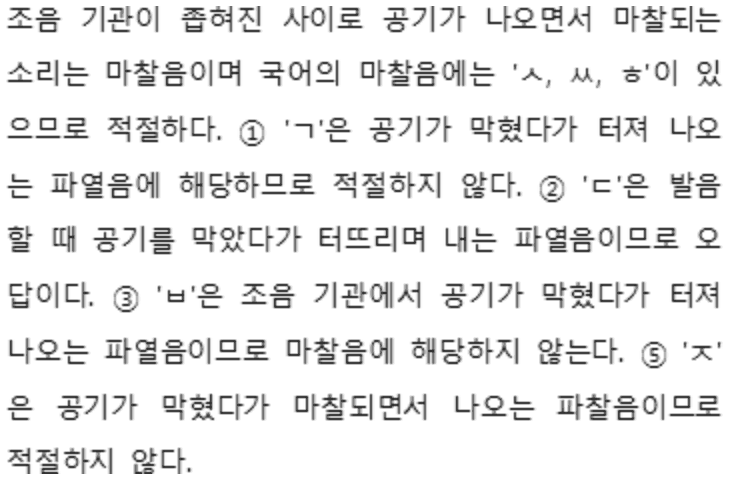 조음 기관이 좁혀진 사이로 공기가 나오면서 마찰되는
소리는 마찰음이며 국어의 마찰음에는 'ㅅ, ㅆ, ㅎ'이 있
으므로 적절하다. ① 'ㄱ'은 공기가 막혔다가 터져 나오
는 파열음에 해당하므로 적절하지 않다. ② 'ㄷ'은 발음
할 때 공기를 막았다가 터뜨리며 내는 파열음이므로 오
답이다. ③ 'ㅂ'은 조음 기관에서 공기가 막혔다가 터져
나오는 파열음이므로 마찰음에 해당하지 않는다. ⑤ 'ㅈ'
은 공기가 막혔다가 마찰되면서 나오는 파찰음이므로
적절하지 않다.